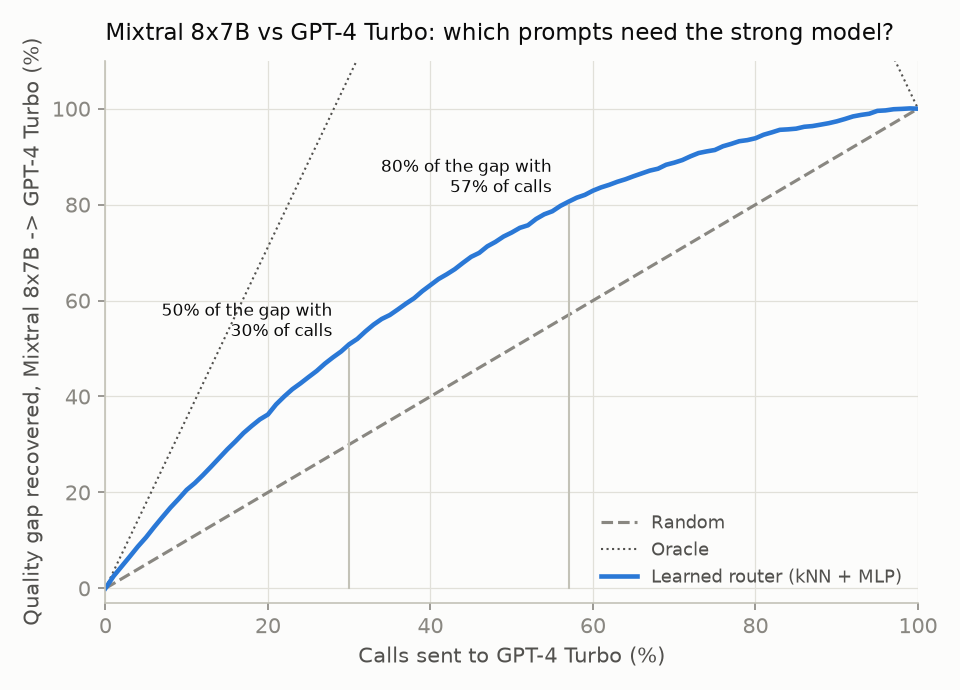 Mixtral 8x7B vs GPT-4 Turbo: which prompts need the strong model?
Quality gap recovered, Mixtral 8x7B -> GPT-4 Turbo (%)
100
80
60
40
20
0
80% of the gap with
57% of calls
50% of the gap with
30% of calls
Random
Oracle
Learned router (kNN + MLP)
0
20
40
60
80
100
Calls sent to GPT-4 Turbo (%)